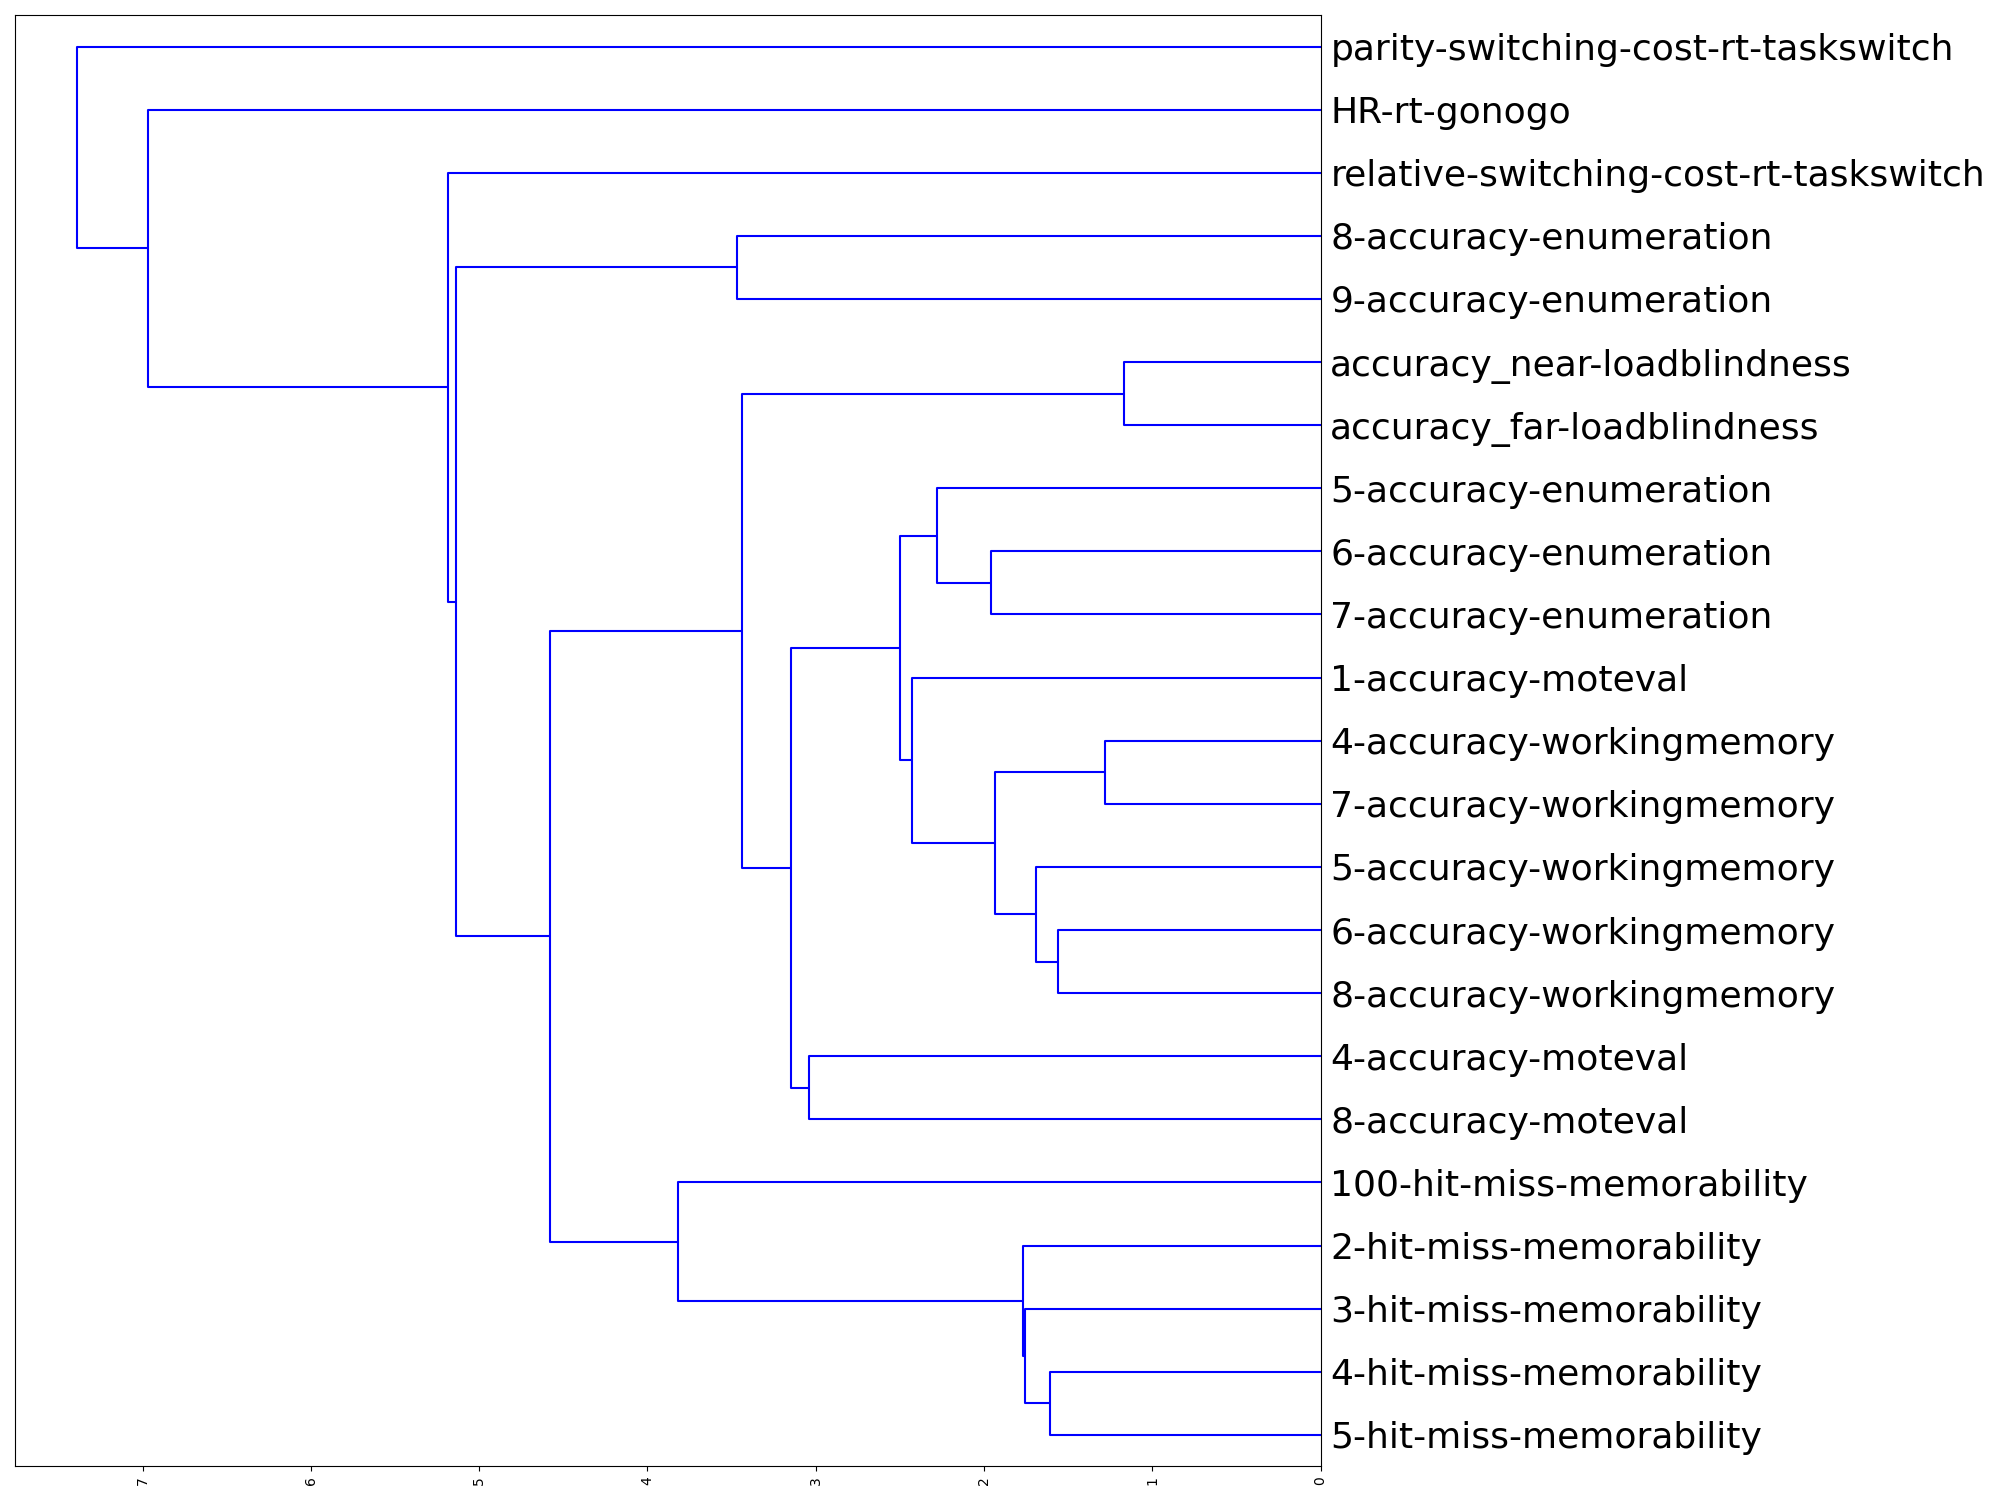 parity-switching-cost-rt-taskswitch
HR-rt-gonogo
relative-switching-cost-rt-taskswitch
8-accuracy-enumeration
9-accuracy-enumeration
accuracy_near-loadblindness
accuracy_far-loadblindness
5-accuracy-enumeration
6-accuracy-enumeration
7-accuracy-enumeration
1-accuracy-moteval
4-accuracy-workingmemory
7-accuracy-workingmemory
5-accuracy-workingmemory
6-accuracy-workingmemory
8-accuracy-workingmemory
4-accuracy-moteval
8-accuracy-moteval
100-hit-miss-memorability
2-hit-miss-memorability
3-hit-miss-memorability
4-hit-miss-memorability
5-hit-miss-memorability
7 6 5 4 3 2 1 0